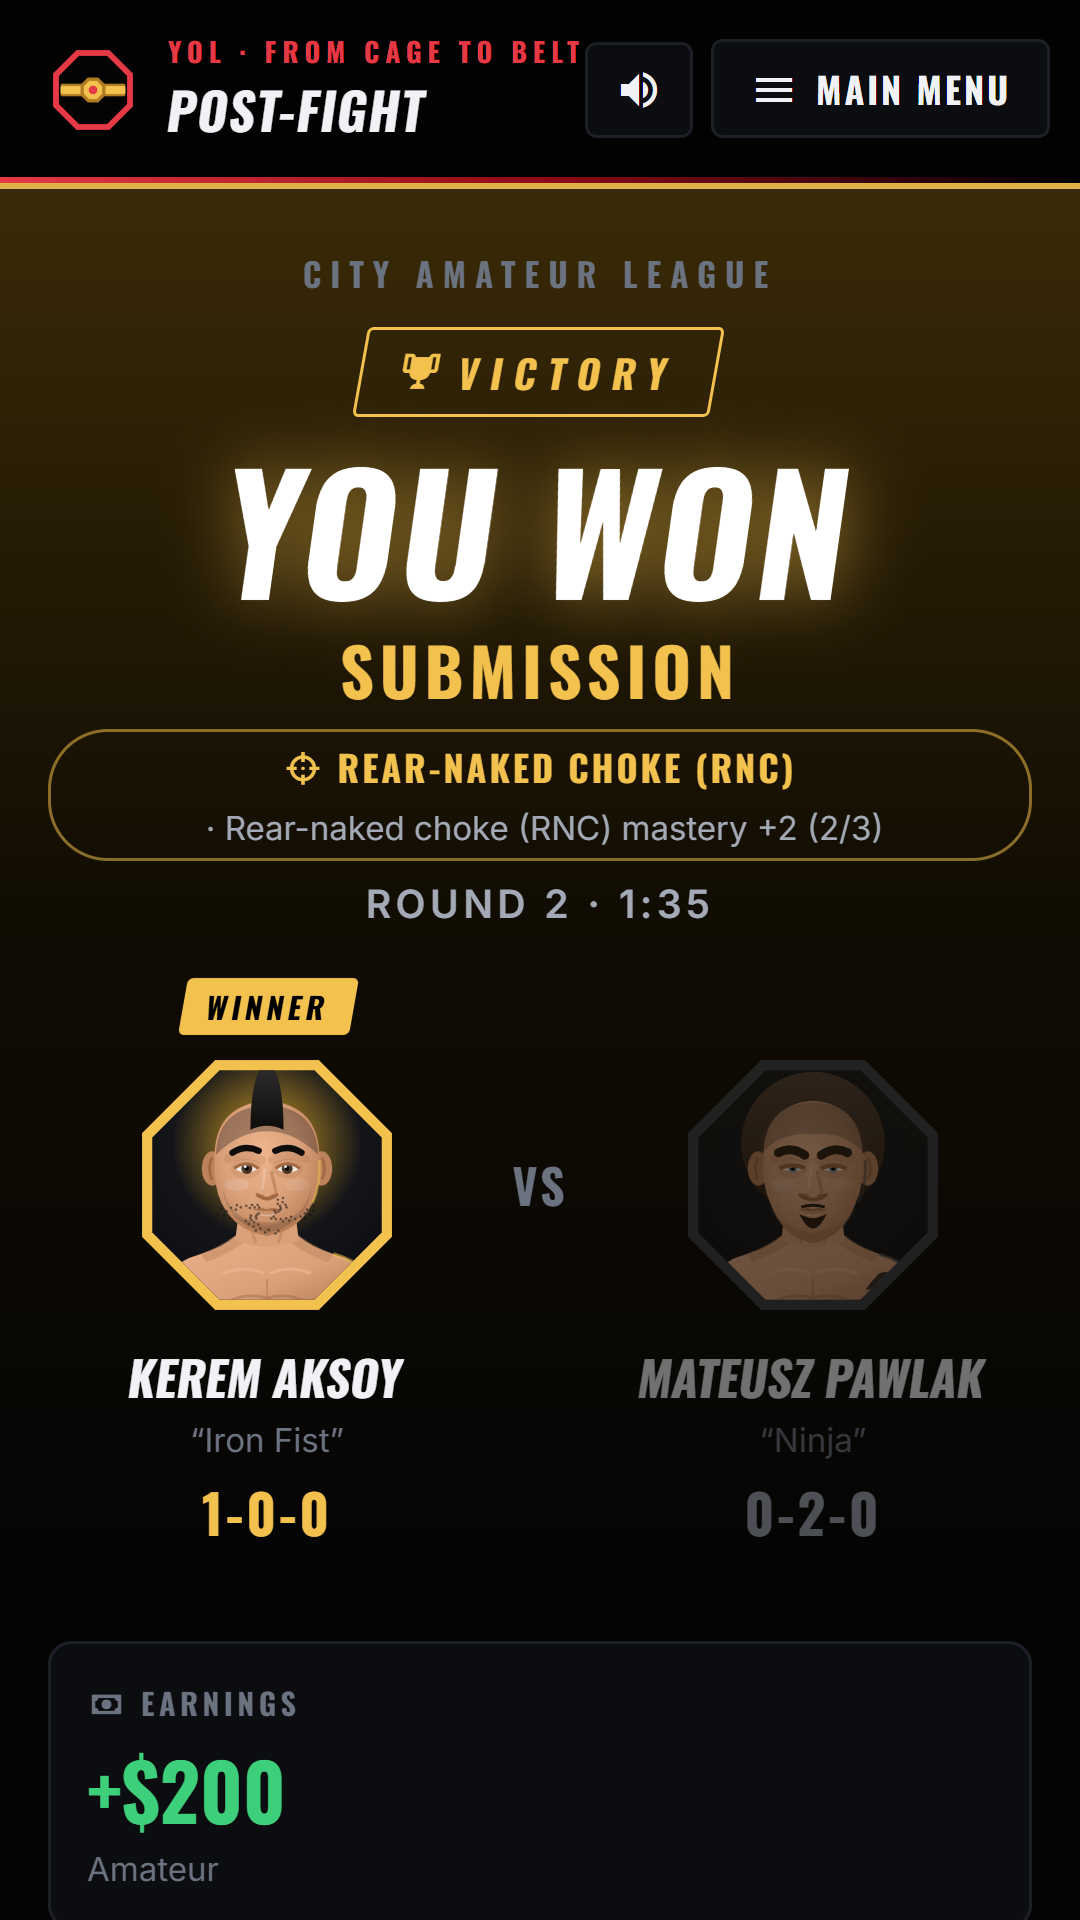 YOL · FROM CAGE TO BELT
POST-FIGHT
MAIN MENU
CITY AMATEUR LEAGUE
VICTORY
YOU WON
SUBMISSION
REAR-NAKED CHOKE (RNC)
· Rear-naked choke (RNC) mastery +2 (2/3)
ROUND 2 · 1:35
WINNER
VS
KEREM AKSOY
MATEUSZ PAWLAK
“Iron Fist”
“Ninja”
1-0-0
0-2-0
EARNINGS
+$200
Amateur